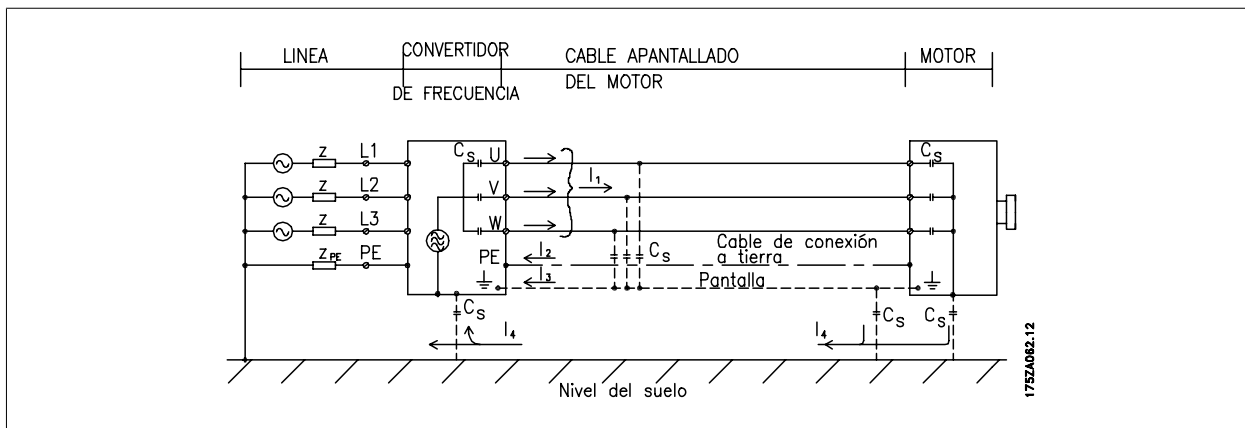 LINEA
CONVERTIDOR
DE FRECUENCIA
CABLE APANTALLADO
DEL MOTOR
MOTOR
z L1
z L2
z L3
z PE PE
Cs U
V
W
PE
I1
I2
I3
Cs
Cs
Cable de conexión
a tierra
Pantalla
Cs
I4
I4
Cs
Cs
Nivel del suelo
175ZA062.12